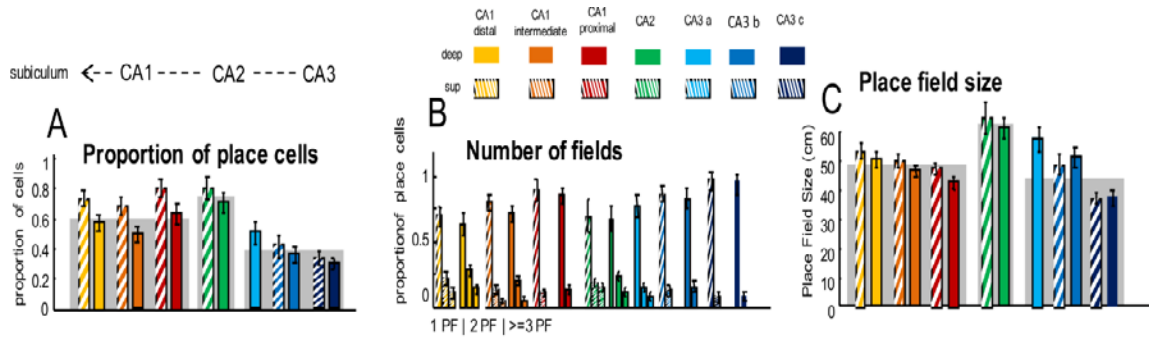 CA1 distal
CA1 intermediate
CA1 proximal
CA2
CA3 a
CA3 b
CA3 c
deep
sup
subiculum <---- CA1 ------ CA2 ---- CA3
A
Proportion of place cells
proportion of cells
1
0.8
0.6
0.4
0.2
0
B
Number of fields
proportionof place cells
1
0.5
0
1 PF | 2 PF | >=3 PF
C
Place field size
Place Field Size (cm)
60
50
40
30
20
10
0